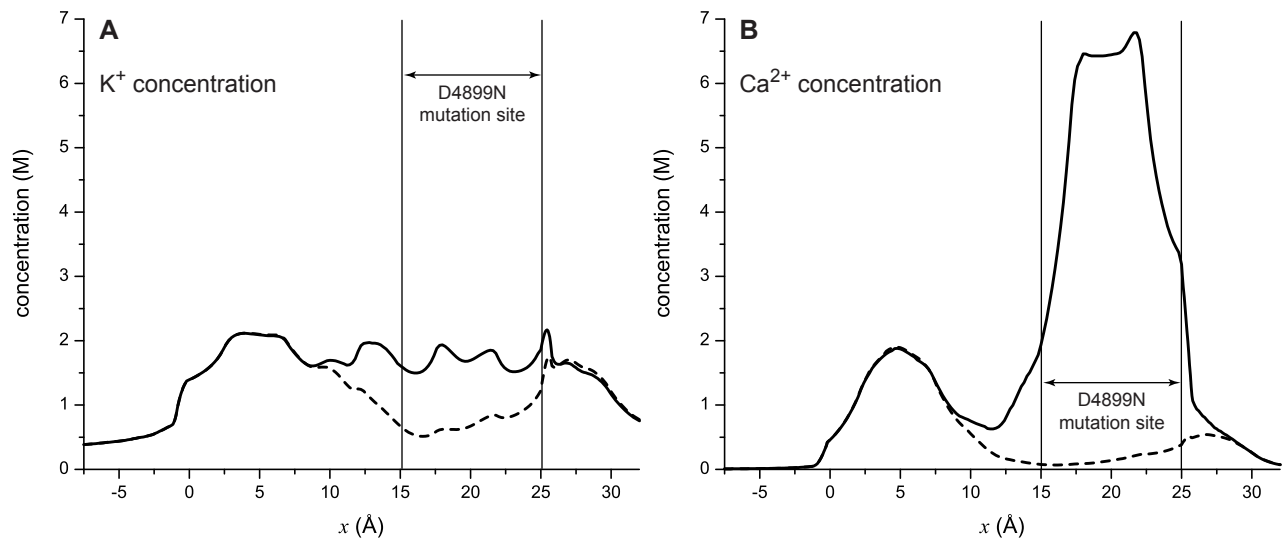 A
K+ concentration
D4899N
mutation site
concentration (M)
7
6
5
4
3
2
1
0
-5
0
5
10
15
20
25
30
x (Å)
B
Ca2+ concentration
D4899N
mutation site
concentration (M)
7
6
5
4
3
2
1
0
-5
0
5
10
15
20
25
30
x (Å)